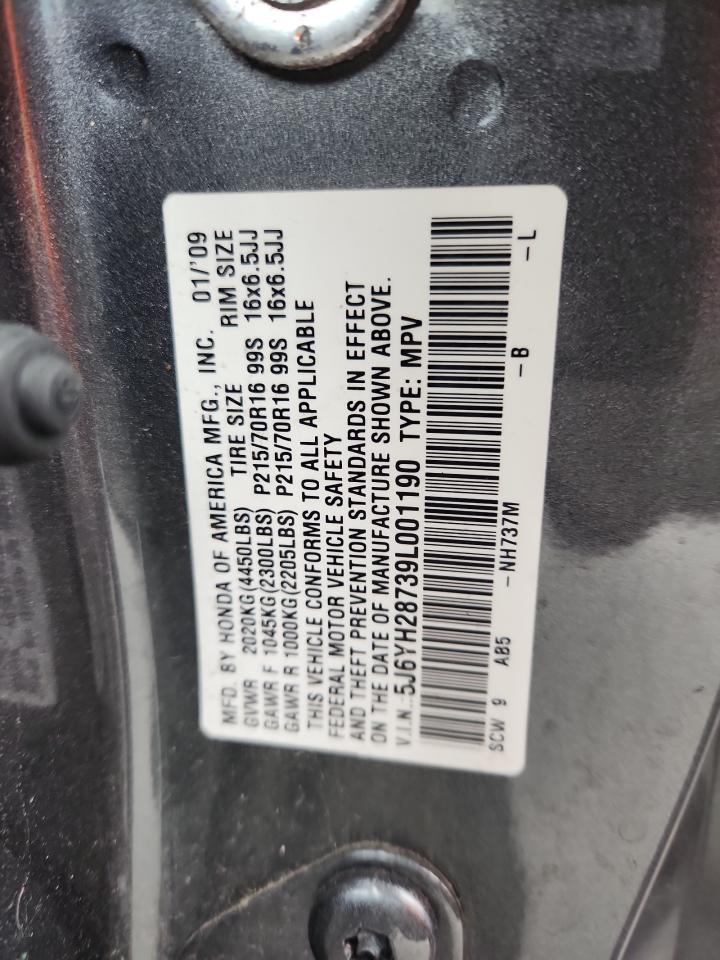 MFD. BY HONDA OF AMERICA MFG., INC. 01/'09
GVWR 2020KG(4450LBS) TIRE SIZE RIM SIZE
GAWR F 1045KG(2300LBS) P215/70R16 99S 16x6.5JJ
GAWR R 1000KG(2205LBS) P215/70R16 99S 16x6.5JJ
THIS VEHICLE CONFORMS TO ALL APPLICABLE
FEDERAL MOTOR VEHICLE SAFETY
AND THEFT PREVENTION STANDARDS IN EFFECT
ON THE DATE OF MANUFACTURE SHOWN ABOVE.
V.I.N.:5J6YH28739L001190 TYPE: MPV
SCW 9 AB5 -NH737M -B -L